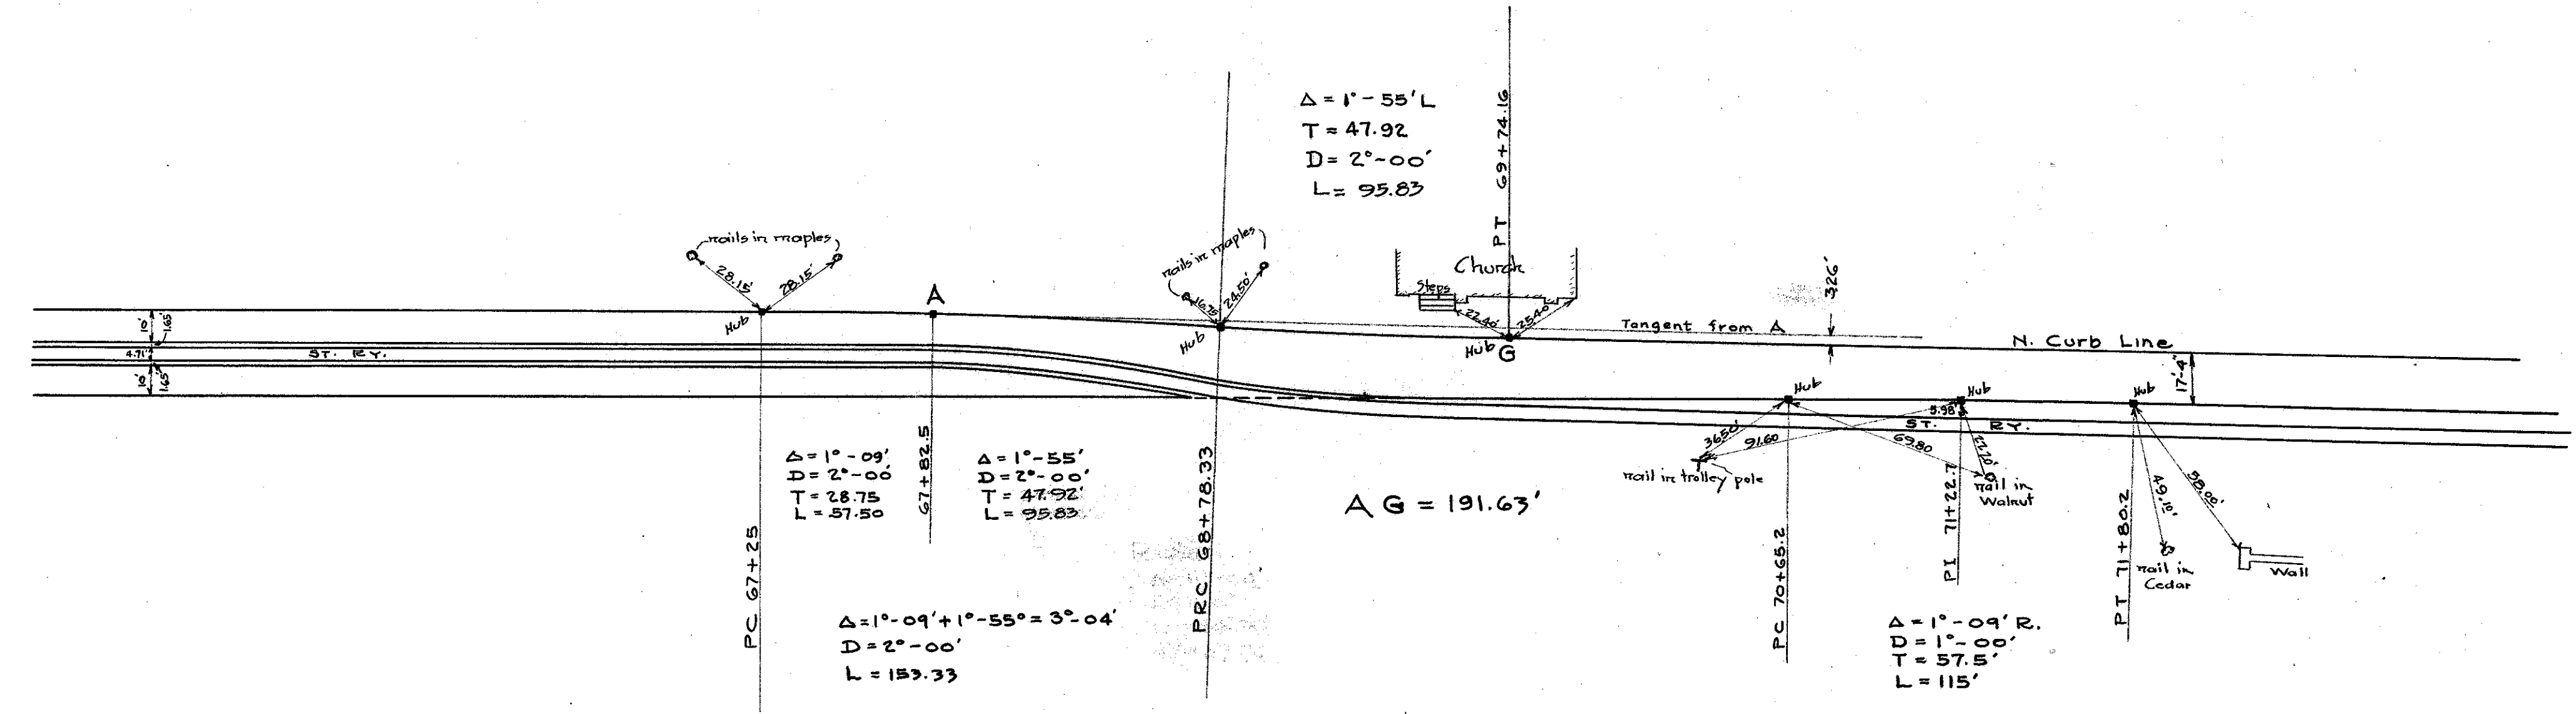 Δ = 1° - 55' L
T = 47.92
D = 2° - 00'
L = 95.83
PT 69+74.16
nails in maples
28.15'
28.15'
nails in maples
16.35
24.50'
Church
Steps
22.40'
25.40'
3.26'
A
Hub
Hub
Hub
G
Tangent from A
N. Curb Line
17'-4"
10'
1.65'
4.71'
ST. RY.
10'
1.65'
Hub
Hub
Hub
5.98'
ST. RY.
36.50'
91.60
69.80
27.20'
nail in trolley pole
nail in
Walnut
49.10'
58.00'
nail in
Cedar
Wall
Δ = 1° - 09'
D = 2° - 00'
T = 28.75
L = 57.50
67+82.5
Δ = 1° - 55'
D = 2° - 00'
T = 47.92'
L = 95.83
A G = 191.63'
PC 67+25
PRC 68+78.33
PC 70+65.2
PI 71+22.7
PT 71+80.2
Δ = 1° - 09' + 1° - 55° = 3° - 04'
D = 2° - 00'
L = 153.33
Δ = 1° - 09' R.
D = 1° - 00'
T = 57.5'
L = 115'